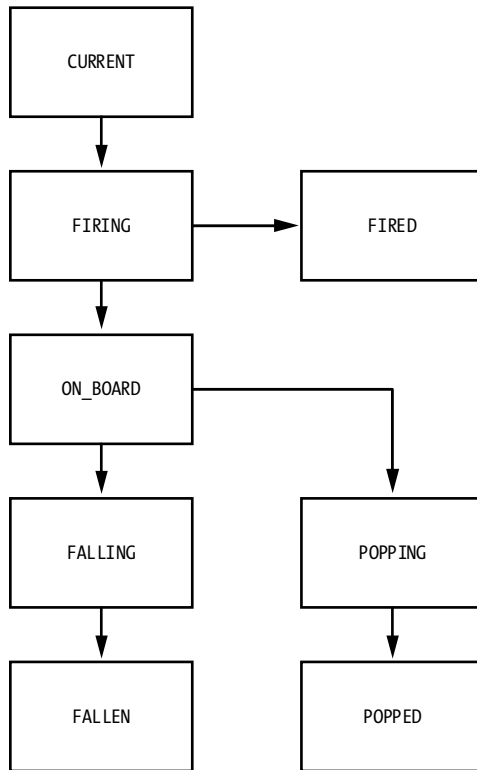 CURRENT
FIRING
FIRED
ON_BOARD
FALLING
POPPING
FALLEN
POPPED